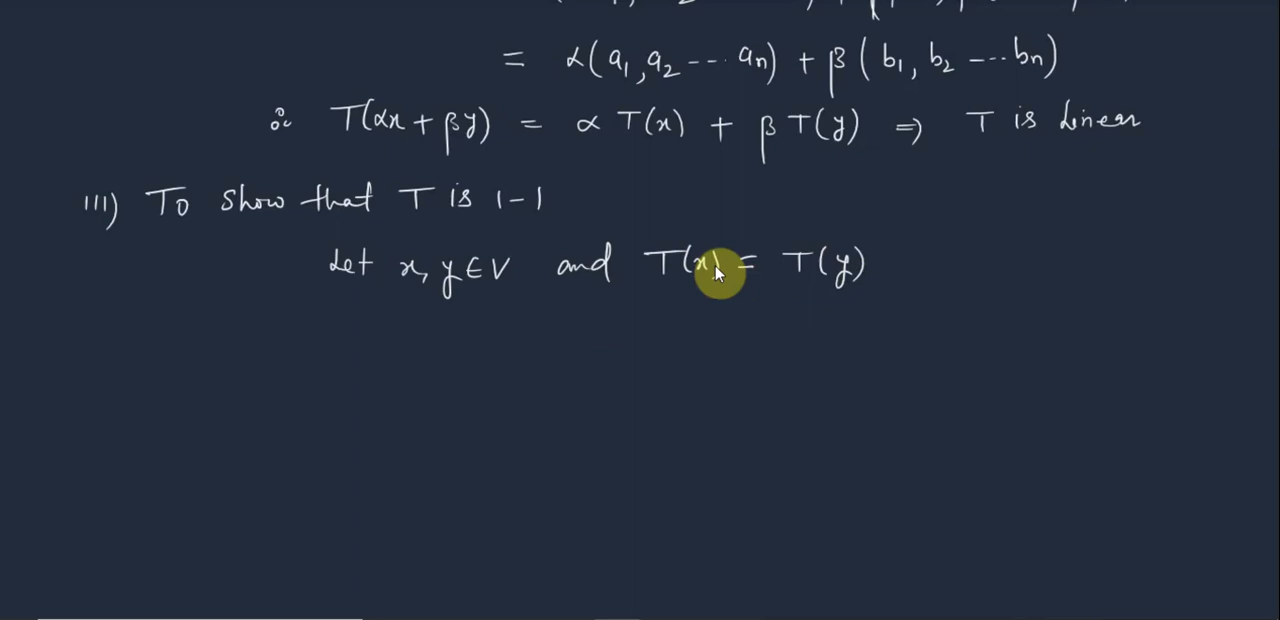 = α(a₁, a₂ --- aₙ) + β(b₁, b₂ --- bₙ)
∴ T(αx + βy) = α T(x) + β T(y) ⇒ T is Linear
III) To show that T is 1-1
Let x, y ∈ V and T(x) = T(y)